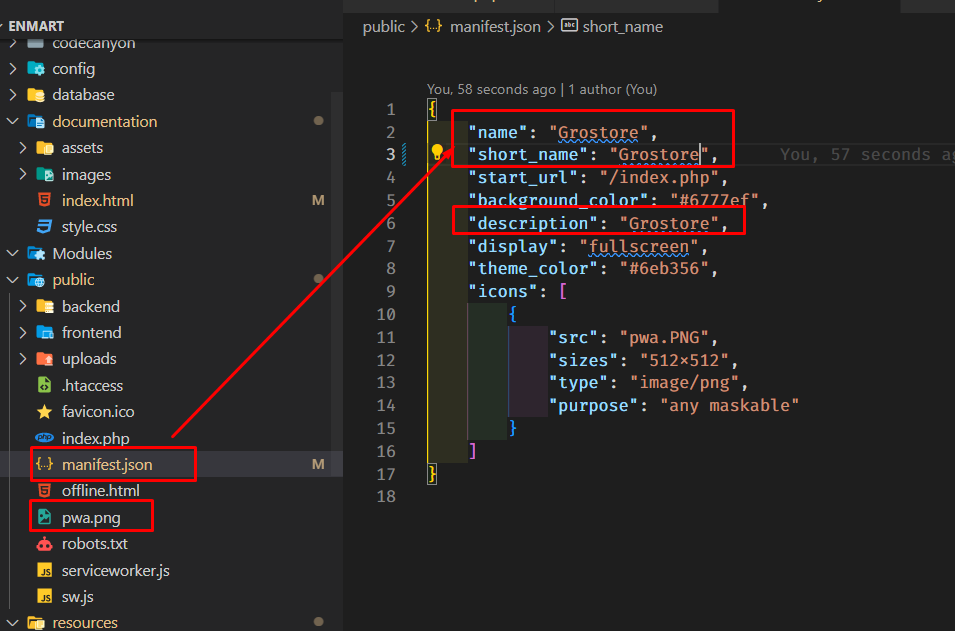 ENMART
codecanyon
config
database
documentation
assets
images
index.html M
style.css
Modules
public
backend
frontend
uploads
.htaccess
favicon.ico
php index.php
{..} manifest.json M
offline.html
pwa.png
robots.txt
JS serviceworker.js
JS sw.js
resources
public > {..} manifest.json > abc short_name
You, 58 seconds ago | 1 author (You)
1 {
2 "name": "Grostore",
3 "short_name": "Grostore", You, 57 seconds ag
4 "start_url": "/index.php",
5 "background_color": "#6777ef",
6 "description": "Grostore",
7 "display": "fullscreen",
8 "theme_color": "#6eb356",
9 "icons": [
10 {
11 "src": "pwa.PNG",
12 "sizes": "512×512",
13 "type": "image/png",
14 "purpose": "any maskable"
15 }
16 ]
17 }
18